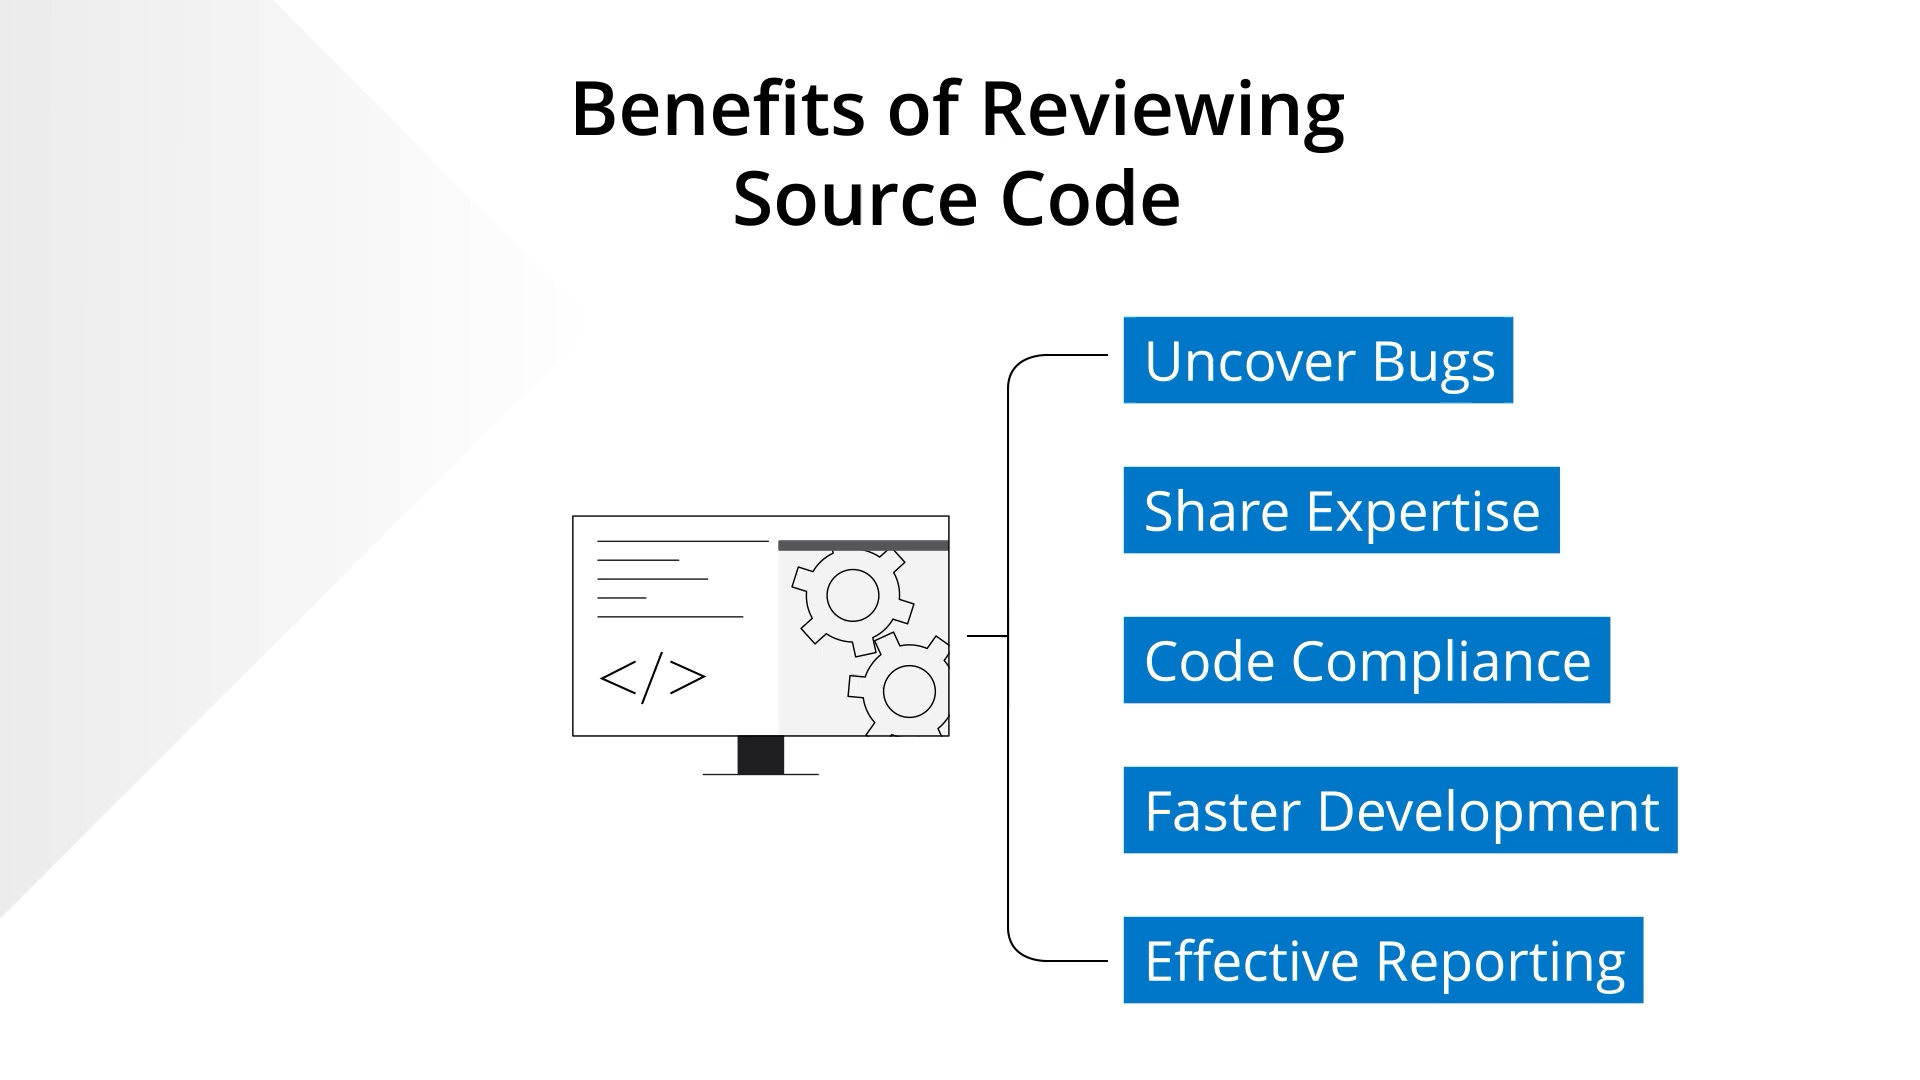 Benefits of Reviewing
Source Code
Uncover Bugs
Share Expertise
Code Compliance
Faster Development
Effective Reporting
</>